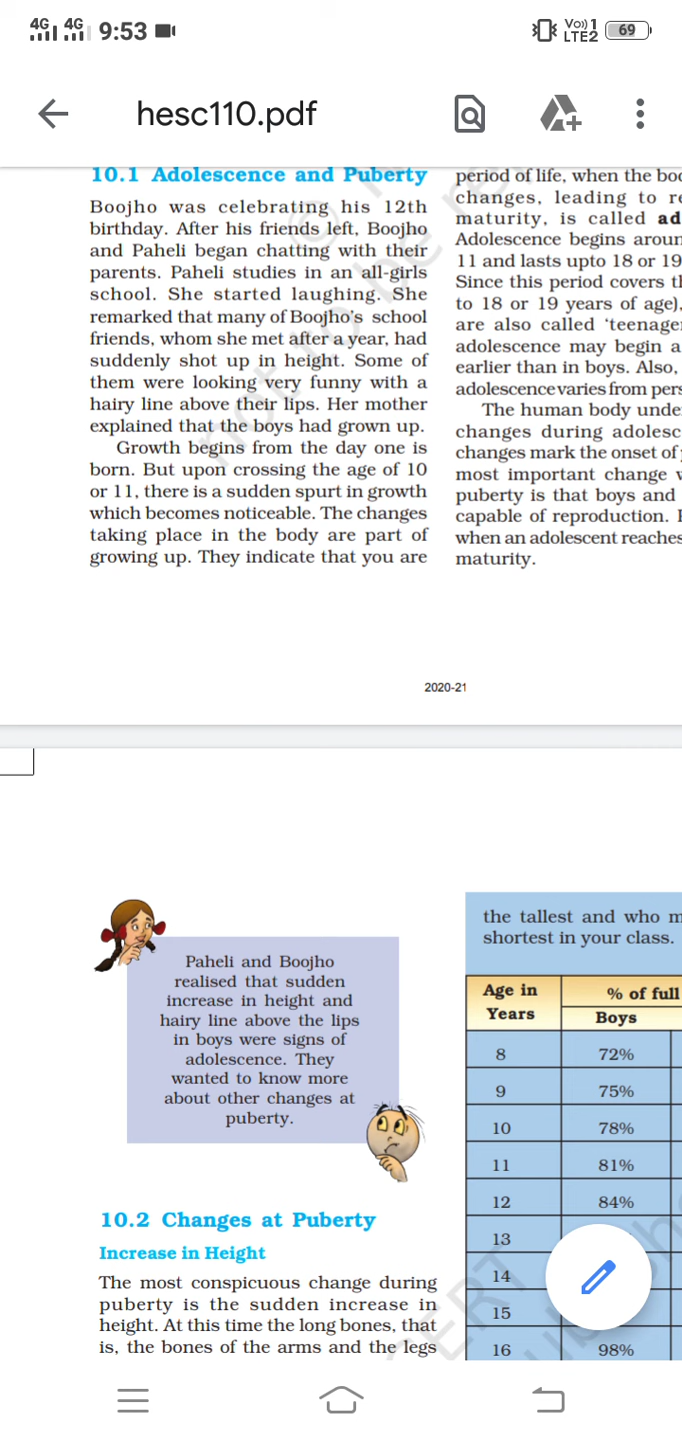 4G 4G 9:53 Vo)) 1 LTE2 69
hesc110.pdf
10.1 Adolescence and Puberty
Boojho was celebrating his 12th
birthday. After his friends left, Boojho
and Paheli began chatting with their
parents. Paheli studies in an all-girls
school. She started laughing. She
remarked that many of Boojho's school
friends, whom she met after a year, had
suddenly shot up in height. Some of
them were looking very funny with a
hairy line above their lips. Her mother
explained that the boys had grown up.
Growth begins from the day one is
born. But upon crossing the age of 10
or 11, there is a sudden spurt in growth
which becomes noticeable. The changes
taking place in the body are part of
growing up. They indicate that you are
period of life, when the
changes, leading to
maturity, is called
Adolescence begins
11 and lasts upto 18 or 19
Since this period covers
to 18 or 19 years of age),
are also called
adolescence may begin
earlier than in boys. Also,
adolescence varies from
The human body
changes during
changes mark the onset of
most important change
puberty is that boys and
capable of reproduction.
when an adolescent reaches
maturity.
2020-21
Paheli and Boojho
realised that sudden
increase in height and
hairy line above the lips
in boys were signs of
adolescence. They
wanted to know more
about other changes at
puberty.
10.2 Changes at Puberty
Increase in Height
The most conspicuous change during
puberty is the sudden increase in
height. At this time the long bones, that
is, the bones of the arms and the legs
the tallest and who
shortest in your class.
Age in Years % of full
Boys
8 72%
9 75%
10 78%
11 81%
12 84%
13
14
15
16 98%
not to be